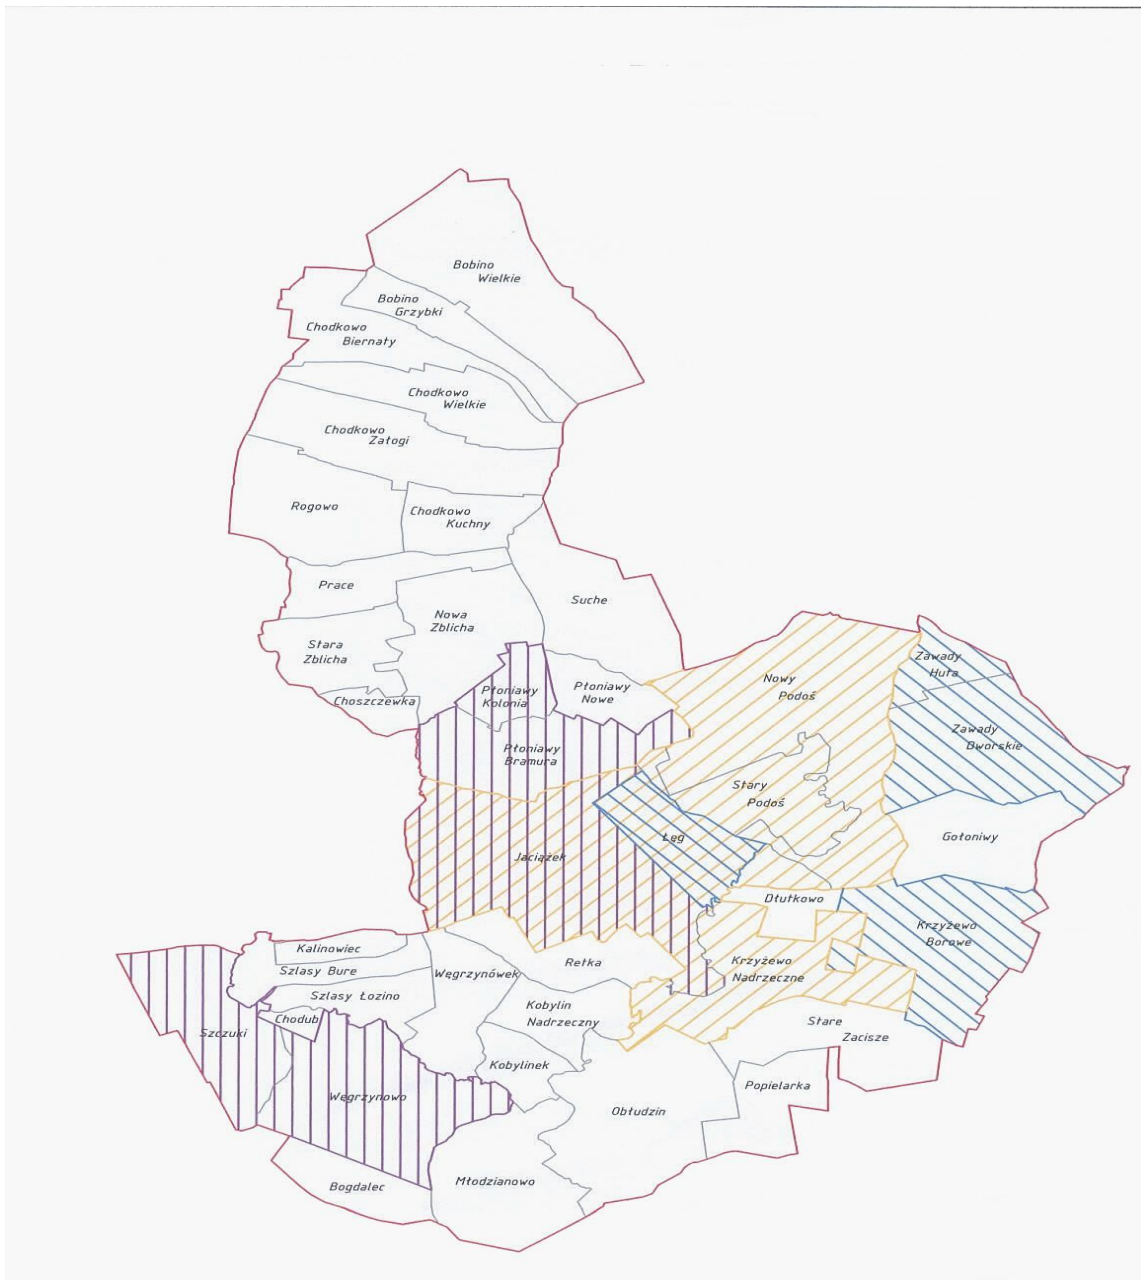 Bobino
Wielkie
Bobino
Grzybki
Chodkowo
Biernaty
Chodkowo
Wielkie
Chodkowo
Załogi
Rogowo
Chodkowo
Kuchny
Prace
Suche
Nowa
Zblicha
Stara
Zblicha
Choszczewka
Płoniawy
Kolonia
Płoniawy
Nowe
Płoniawy
Bramura
Nowy
Podoś
Zawady
Huta
Zawady
Dworskie
Stary
Podoś
Łęg
Gołoniwy
Jaciążek
Dłutkowo
Krzyżewo
Borowe
Kalinowiec
Szlasy Bure
Szlasy Łozino
Węgrzynówek
Retka
Krzyżewo
Nadrzeczne
Kobylin
Nadrzeczny
Chodub
Szczuki
Stare
Zacisze
Kobylinek
Popielarka
Węgrzynowo
Obłudzin
Bogdalec
Młodzianowo